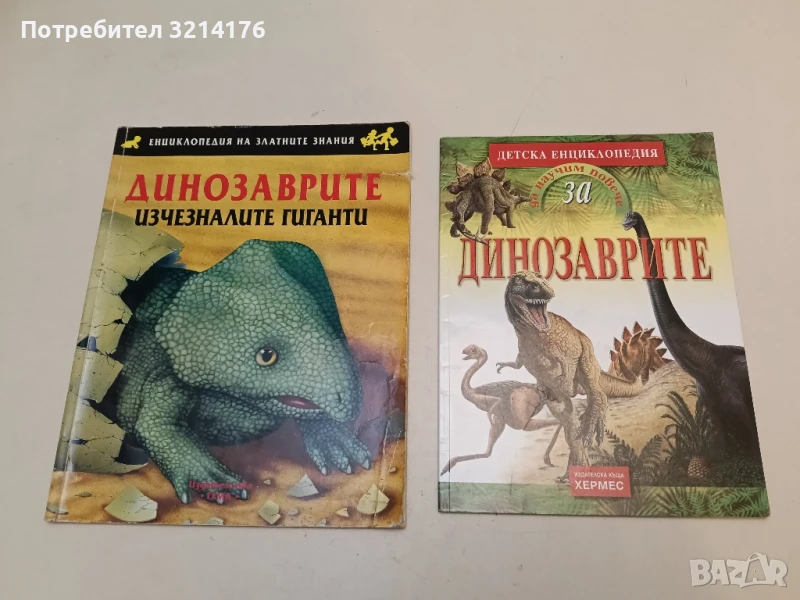 Потребител 3214176
ЕНЦИКЛОПЕДИЯ НА ЗЛАТНИТЕ ЗНАНИЯ
ДИНОЗАВРИТЕ
ИЗЧЕЗНАЛИТЕ ГИГАНТИ
ДЕТСКА ЕНЦИКЛОПЕДИЯ
да научим повече
за
ДИНОЗАВРИТЕ
ИЗДАТЕЛСКА КЪЩА
ХЕРМЕС
BAZAR